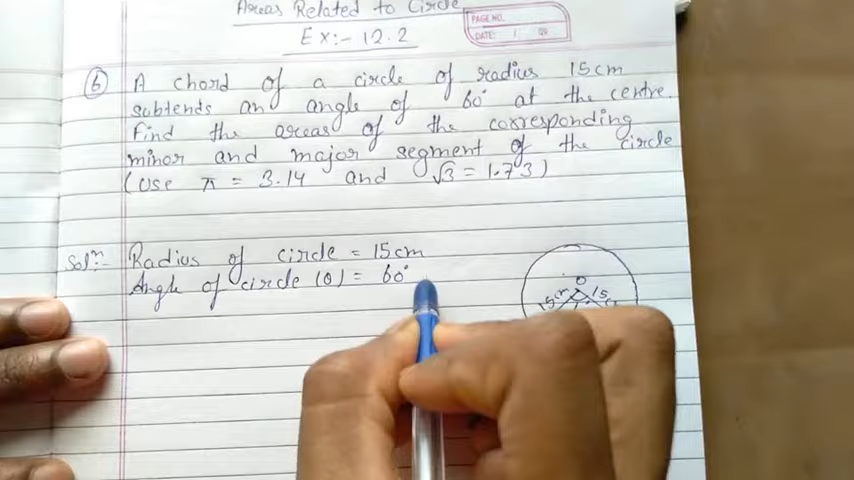 Areas Related to Circle
Ex:- 12.2
PAGE NO.
DATE: / /
(6) A chord of a circle of radius 15cm
subtends an angle of 60° at the centre
Find the areas of the corresponding
minor and major segment of the circle
(Use π = 3.14 and √3 = 1.73)
Solⁿ:- Radius of circle = 15cm
Angle of circle (θ) = 60°
O
15cm 15